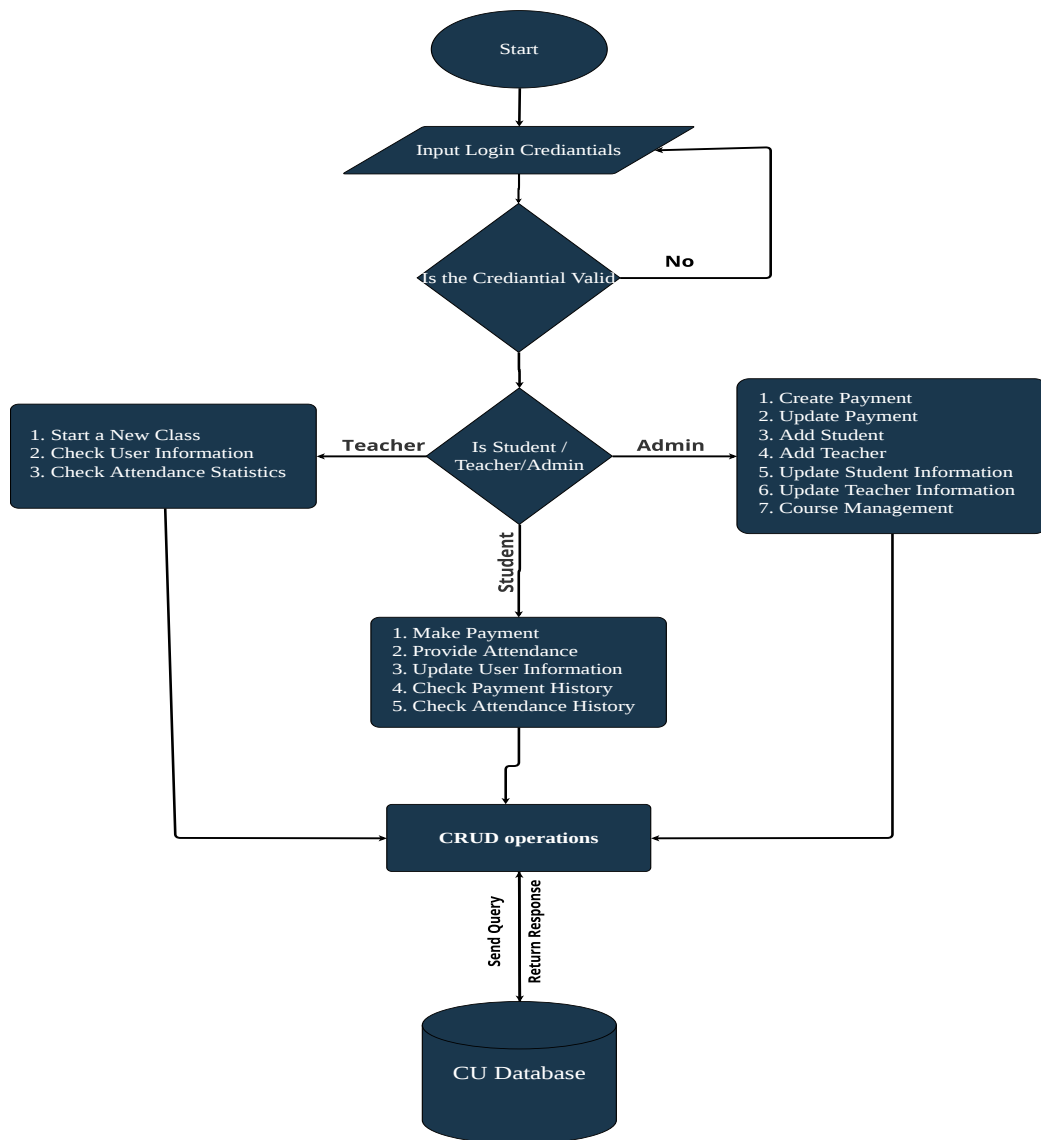 Start
Input Login Crediantials
Is the Crediantial Valid
No
Is Student /
Teacher/Admin
Teacher
Admin
Student
1. Start a New Class
2. Check User Information
3. Check Attendance Statistics
1. Create Payment
2. Update Payment
3. Add Student
4. Add Teacher
5. Update Student Information
6. Update Teacher Information
7. Course Management
1. Make Payment
2. Provide Attendance
3. Update User Information
4. Check Payment History
5. Check Attendance History
CRUD operations
Send Query
Return Response
CU Database